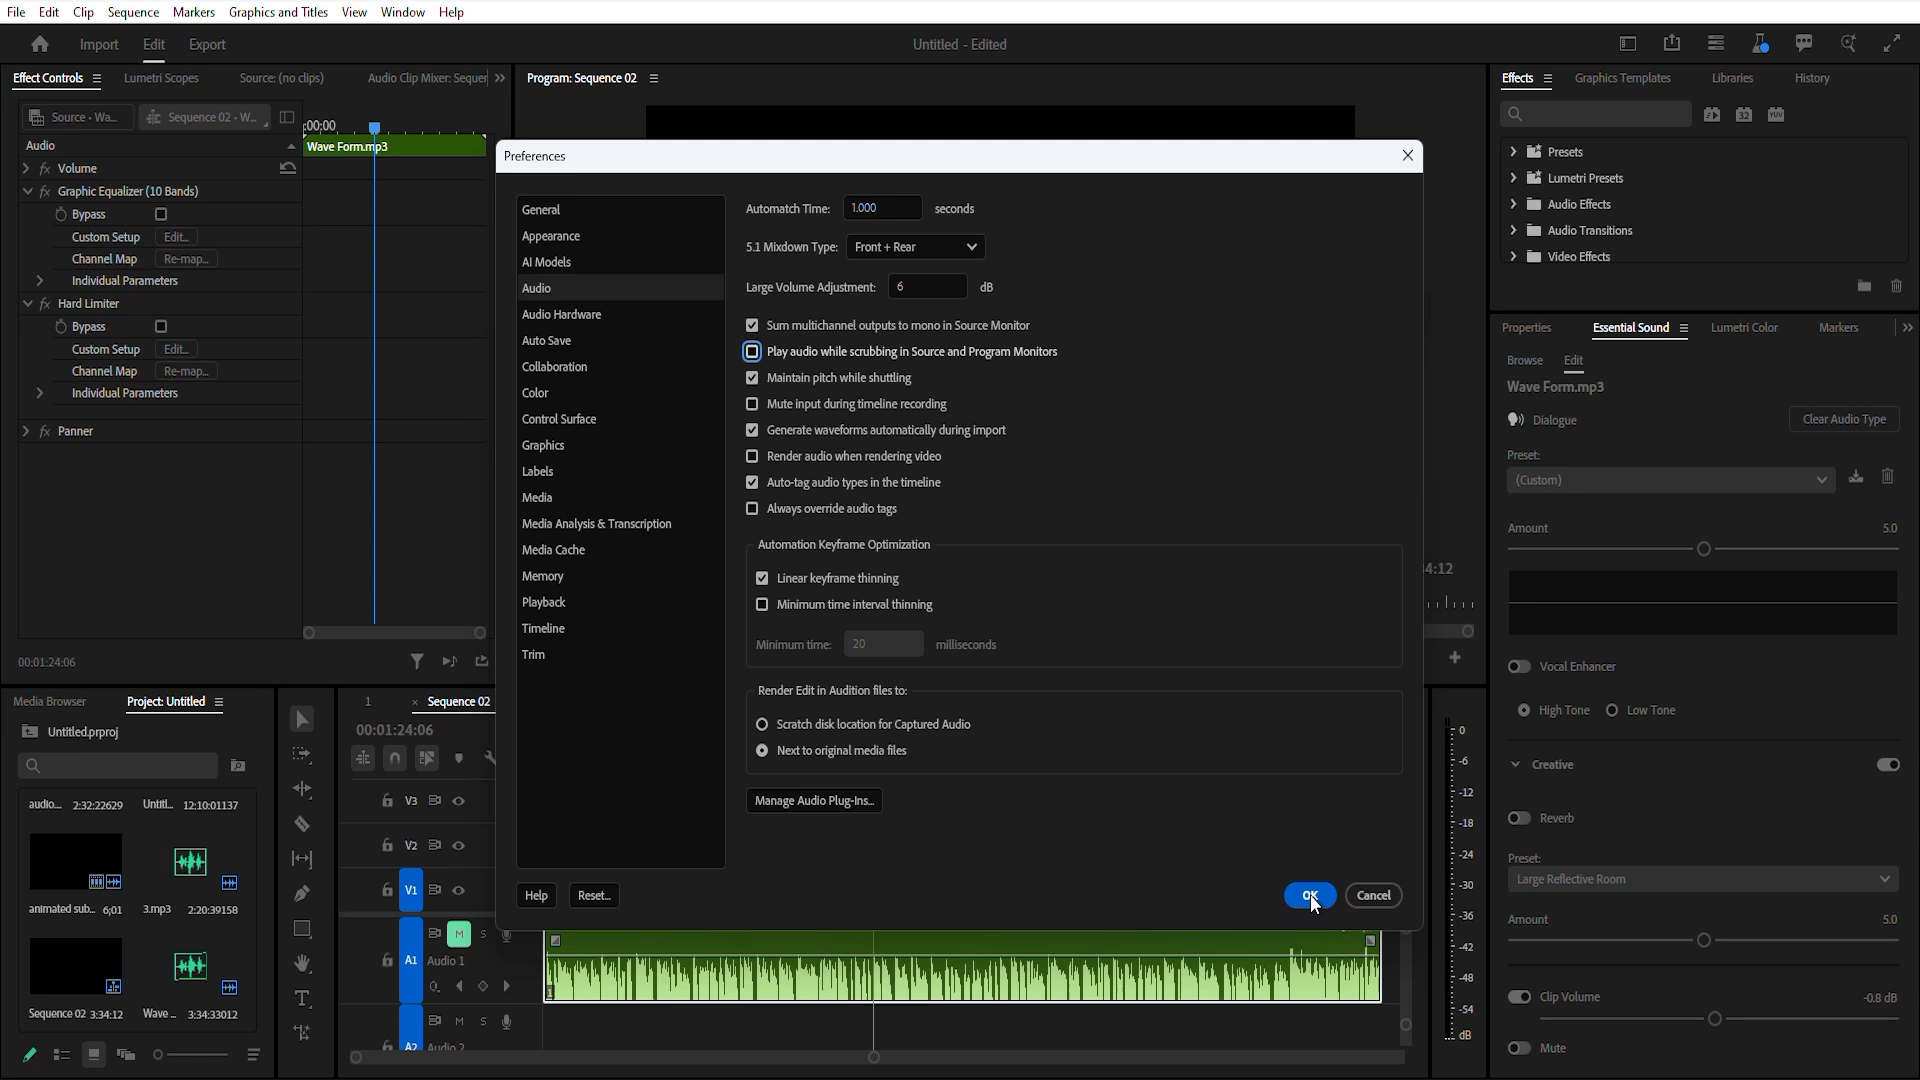 File Edit Clip Sequence Markers Graphics and Titles View Window Help
Import Edit Export
Untitled - Edited
Effect Controls Lumetri Scopes Source: (no clips) Audio Clip Mixer: Sequen
Program: Sequence 02
Effects Graphics Templates Libraries History
Source • Wa... Sequence 02 • W...
:00:00
32 YUV
Audio
Wave Form.mp3
fx Volume
fx Graphic Equalizer (10 Bands)
Bypass
Custom Setup Edit...
Channel Map Re-map...
Individual Parameters
fx Hard Limiter
Bypass
Custom Setup Edit...
Channel Map Re-map...
Individual Parameters
fx Panner
00:01:24:06
Preferences
General
Appearance
AI Models
Audio
Audio Hardware
Auto Save
Collaboration
Color
Control Surface
Graphics
Labels
Media
Media Analysis & Transcription
Media Cache
Memory
Playback
Timeline
Trim
Automatch Time: 1.000 seconds
5.1 Mixdown Type: Front + Rear
Large Volume Adjustment: 6 dB
Sum multichannel outputs to mono in Source Monitor
Play audio while scrubbing in Source and Program Monitors
Maintain pitch while shuttling
Mute input during timeline recording
Generate waveforms automatically during import
Render audio when rendering video
Auto-tag audio types in the timeline
Always override audio tags
Automation Keyframe Optimization
Linear keyframe thinning
Minimum time interval thinning
Minimum time: 20 milliseconds
Render Edit in Audition files to:
Scratch disk location for Captured Audio
Next to original media files
Manage Audio Plug-Ins...
Help Reset... OK Cancel
4:12
Presets
Lumetri Presets
Audio Effects
Audio Transitions
Video Effects
Properties Essential Sound Lumetri Color Markers
Browse Edit
Wave Form.mp3
Dialogue Clear Audio Type
Preset:
(Custom)
Amount 5.0
Vocal Enhancer
High Tone Low Tone
Creative
Reverb
Preset:
Large Reflective Room
Amount 5.0
Clip Volume -0.8 dB
Mute
Media Browser Project: Untitled
Untitled.prproj
audio... 2:32:22629 Untitl... 12:10:01137
animated sub... 6;01 3.mp3 2:20:39158
Sequence 02 3:34:12 Wave ... 3:34:33012
1 × Sequence 02
00:01:24:06
V3
V2
V1
M S
A1 Audio 1
M S
A2 Audio 2
0
-6
-12
-18
-24
-30
-36
-42
-48
-54
dB